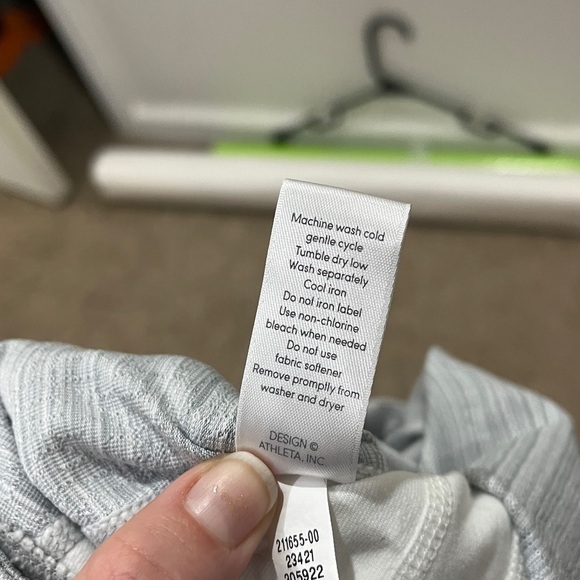 Machine wash cold
gentle cycle
Tumble dry low
Wash separately
Cool iron
Do not iron label
Use non-chlorine
bleach when needed
Do not use
fabric softener
Remove promptly from
washer and dryer
DESIGN ©
ATHLETA, INC.
211655-00
23421
205922